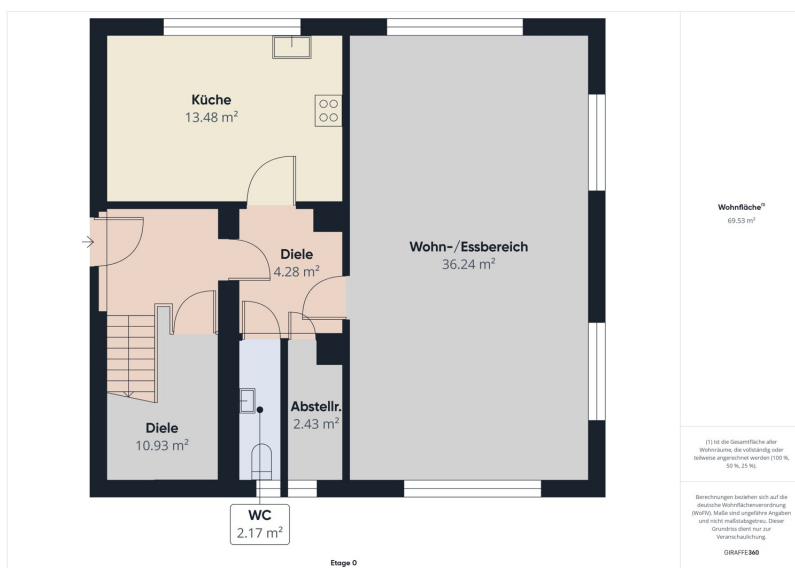 Küche
13.48 m²
Diele
4.28 m²
Wohn-/Essbereich
36.24 m²
Diele
10.93 m²
Abstellr.
2.43 m²
WC
2.17 m²
Etage 0
Wohnfläche⁽¹⁾
69.53 m²
(1) Ist die Gesamtfläche aller
Wohnräume, die vollständig oder
teilweise angerechnet werden (100 %,
50 %, 25 %).
Berechnungen beziehen sich auf die
deutsche Wohnflächenverordnung
(WoFlV). Maße sind ungefähre Angaben
und nicht maßstabsgetreu. Dieser
Grundriss dient nur zur
Veranschaulichung.
GIRAFFE360